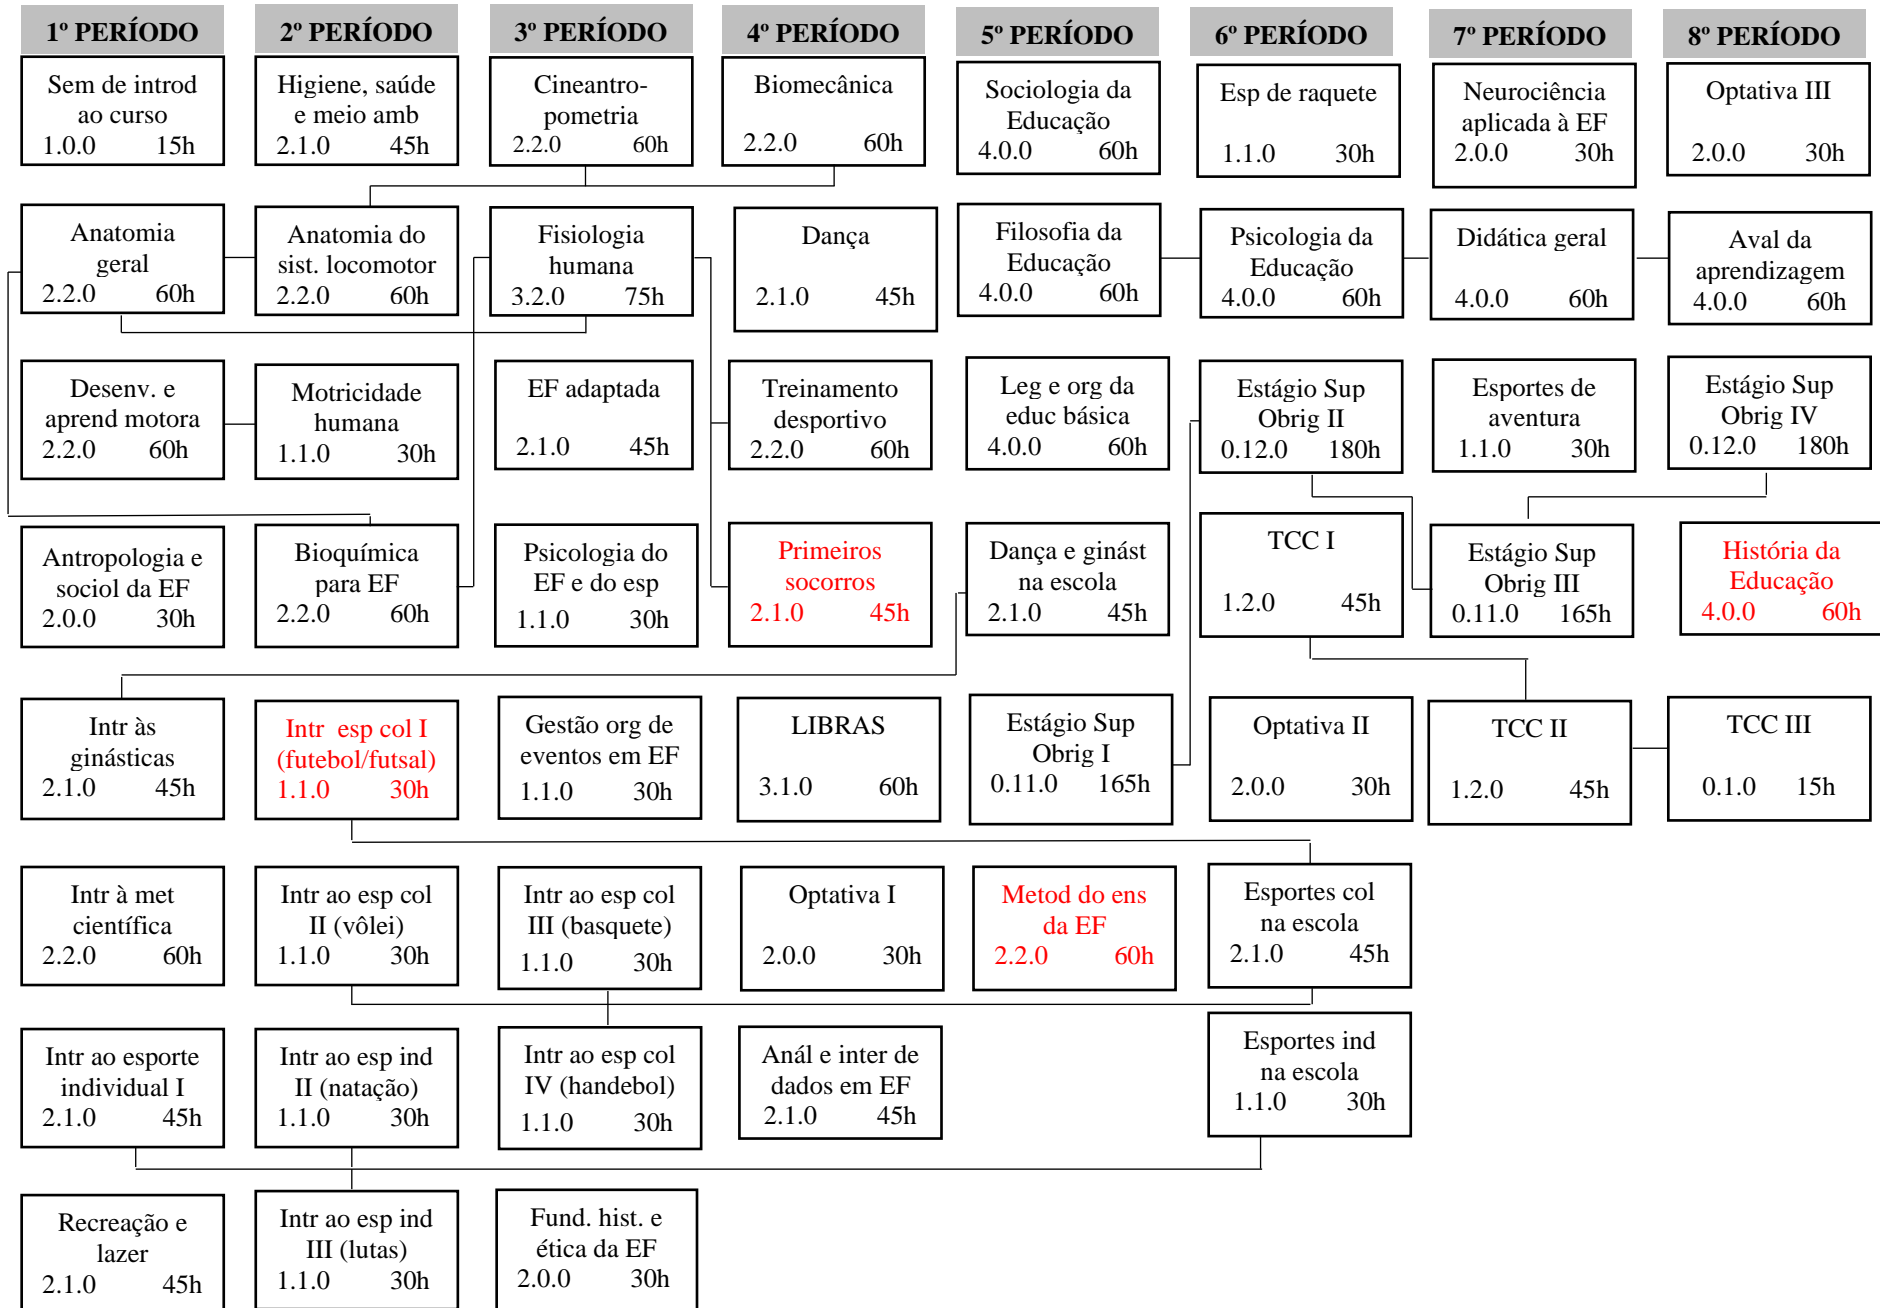 1º PERÍODO
2º PERÍODO
3º PERÍODO
4º PERÍODO
5º PERÍODO
6º PERÍODO
7º PERÍODO
8º PERÍODO
Sem de introd
ao curso
1.0.0 15h
Higiene, saúde
e meio amb
2.1.0 45h
Cineantro-
pometria
2.2.0 60h
Biomecânica
2.2.0 60h
Sociologia da
Educação
4.0.0 60h
Esp de raquete
1.1.0 30h
Neurociência
aplicada à EF
2.0.0 30h
Optativa III
2.0.0 30h
Anatomia
geral
2.2.0 60h
Anatomia do
sist. locomotor
2.2.0 60h
Fisiologia
humana
3.2.0 75h
Dança
2.1.0 45h
Filosofia da
Educação
4.0.0 60h
Psicologia da
Educação
4.0.0 60h
Didática geral
4.0.0 60h
Aval da
aprendizagem
4.0.0 60h
Desenv. e
aprend motora
2.2.0 60h
Motricidade
humana
1.1.0 30h
EF adaptada
2.1.0 45h
Treinamento
desportivo
2.2.0 60h
Leg e org da
educ básica
4.0.0 60h
Estágio Sup
Obrig II
0.12.0 180h
Esportes de
aventura
1.1.0 30h
Estágio Sup
Obrig IV
0.12.0 180h
Antropologia e
sociol da EF
2.0.0 30h
Bioquímica
para EF
2.2.0 60h
Psicologia do
EF e do esp
1.1.0 30h
Primeiros
socorros
2.1.0 45h
Dança e ginást
na escola
2.1.0 45h
TCC I
1.2.0 45h
Estágio Sup
Obrig III
0.11.0 165h
História da
Educação
4.0.0 60h
Intr às
ginásticas
2.1.0 45h
Intr esp col I
(futebol/futsal)
1.1.0 30h
Gestão org de
eventos em EF
1.1.0 30h
LIBRAS
3.1.0 60h
Estágio Sup
Obrig I
0.11.0 165h
Optativa II
2.0.0 30h
TCC II
1.2.0 45h
TCC III
0.1.0 15h
Intr à met
científica
2.2.0 60h
Intr ao esp col
II (vôlei)
1.1.0 30h
Intr ao esp col
III (basquete)
1.1.0 30h
Optativa I
2.0.0 30h
Metod do ens
da EF
2.2.0 60h
Esportes col
na escola
2.1.0 45h
Intr ao esporte
individual I
2.1.0 45h
Intr ao esp ind
II (natação)
1.1.0 30h
Intr ao esp col
IV (handebol)
1.1.0 30h
Anál e inter de
dados em EF
2.1.0 45h
Esportes ind
na escola
1.1.0 30h
Recreação e
lazer
2.1.0 45h
Intr ao esp ind
III (lutas)
1.1.0 30h
Fund. hist. e
ética da EF
2.0.0 30h